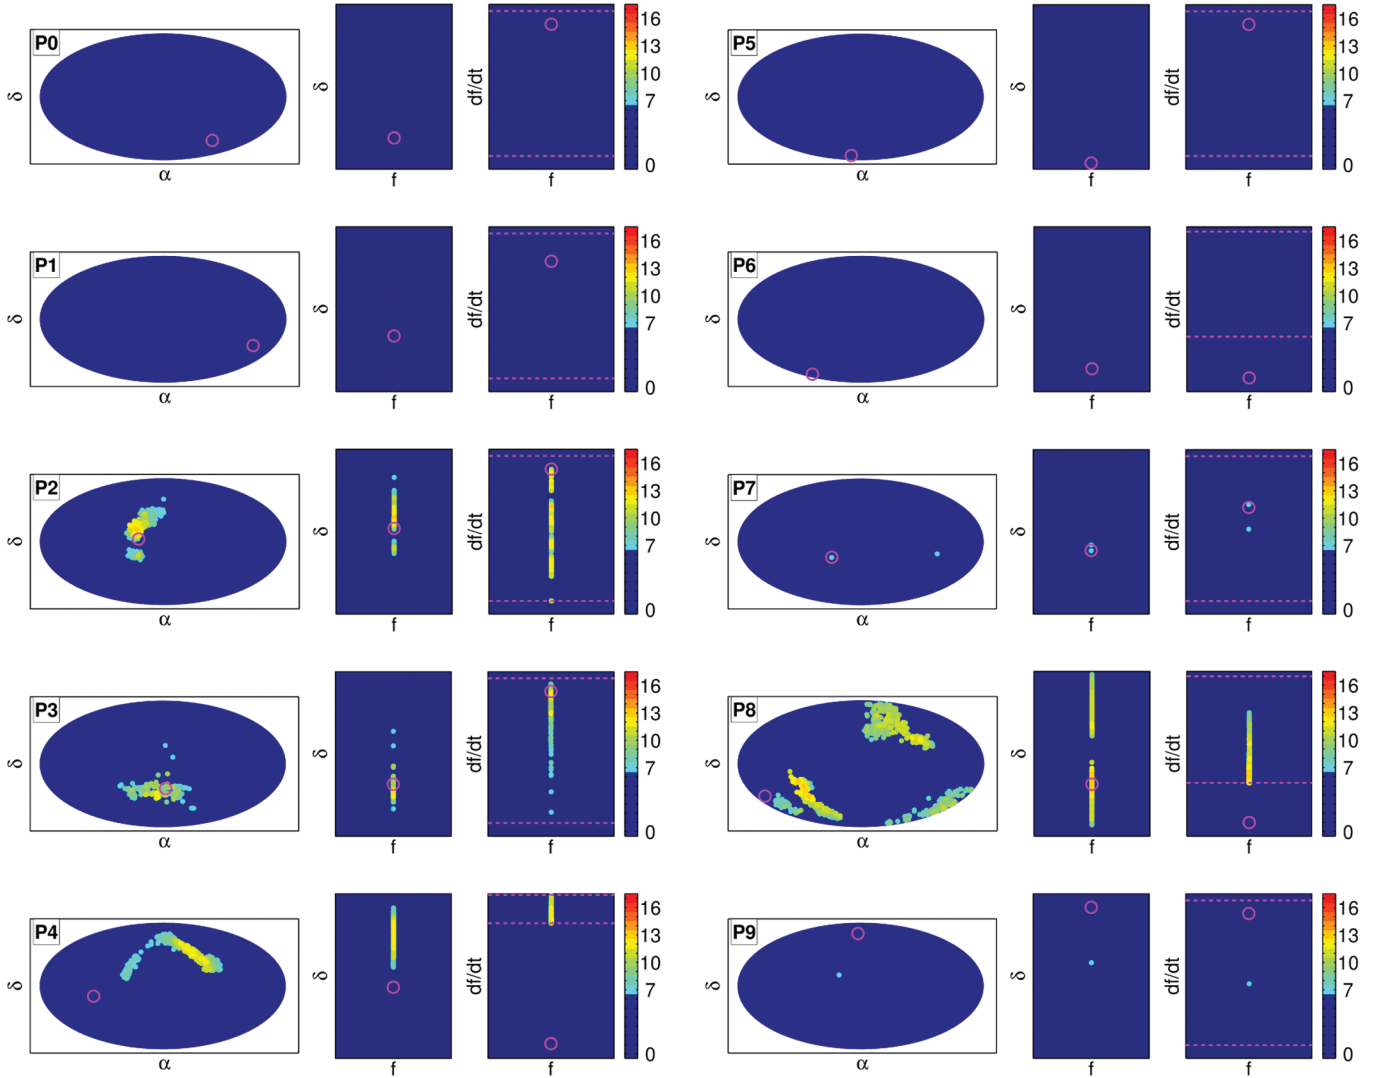 P0 δ α δ f df/dt f 16 13 10 7 0
P5 δ α δ f df/dt f 16 13 10 7 0
P1 δ α δ f df/dt f 16 13 10 7 0
P6 δ α δ f df/dt f 16 13 10 7 0
P2 δ α δ f df/dt f 16 13 10 7 0
P7 δ α δ f df/dt f 16 13 10 7 0
P3 δ α δ f df/dt f 16 13 10 7 0
P8 δ α δ f df/dt f 16 13 10 7 0
P4 δ α δ f df/dt f 16 13 10 7 0
P9 δ α δ f df/dt f 16 13 10 7 0